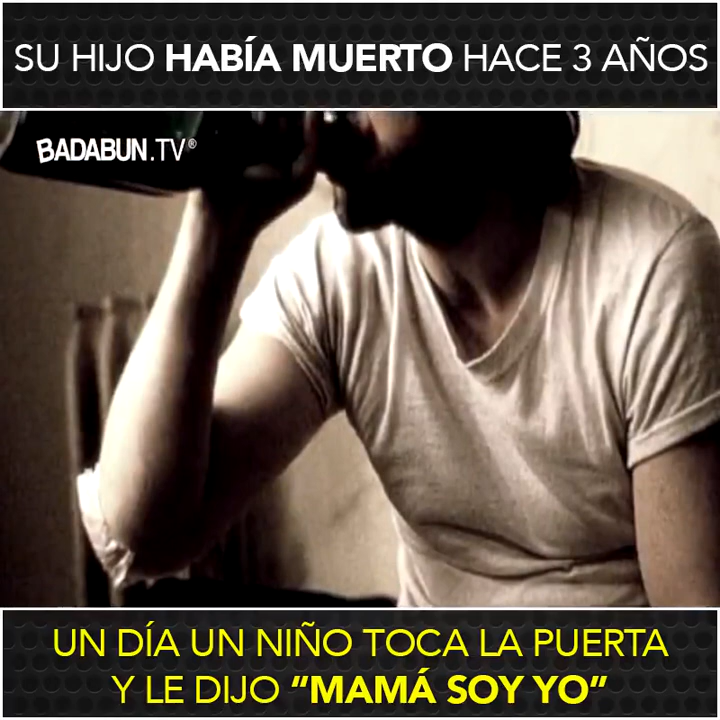 SU HIJO HABÍA MUERTO HACE 3 AÑOS
BADABUN.TV®
UN DÍA UN NIÑO TOCA LA PUERTA
Y LE DIJO “MAMÁ SOY YO”